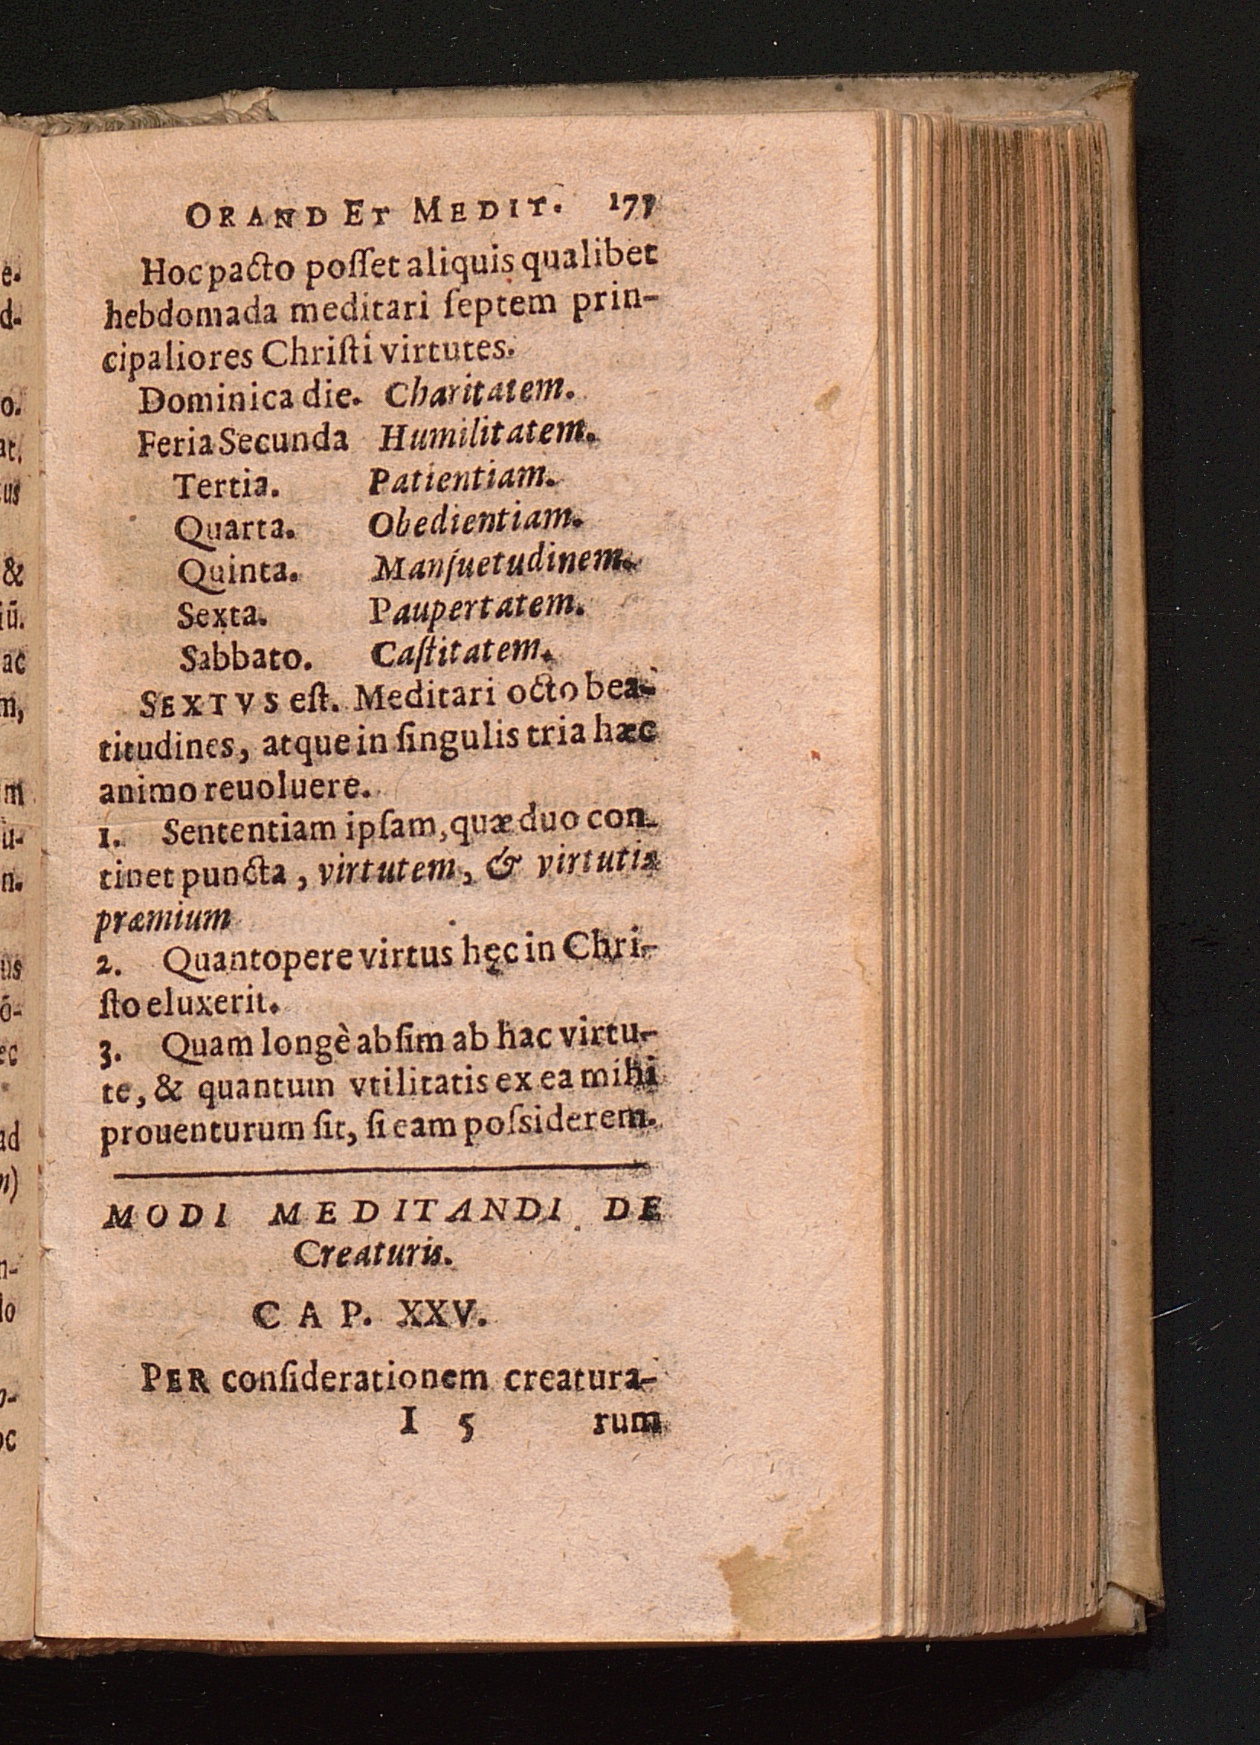 ORAND ET MEDIT. 177
Hoc pacto poſſet aliquis qualibet
hebdomada meditari ſeptem prin-
cipaliores Chriſti virtutes.
Dominica die. Charitatem.
Feria Secunda Humilitatem.
Tertia. Patientiam.
Quarta. Obedientiam.
Quinta. Manſuetudinem.
Sexta. Paupertatem.
Sabbato. Caſtitatem.
SEXTVS eſt. Meditari octo bea-
titudines, atque in ſingulis tria hæc
animo reuoluere.
1. Sententiam ipſam, quæ duo con-
tinet puncta, virtutem, & virtutis
præmium
2. Quantopere virtus hęc in Chri-
ſto eluxerit.
3. Quam longè abſim ab hac virtu-
te, & quantum vtilitatis ex ea mihi
prouenturum ſit, ſi eam poſsiderem.
MODI MEDITANDI DE
Creaturis.
CAP. XXV.
PER conſiderationem creatura-
I 5 rum